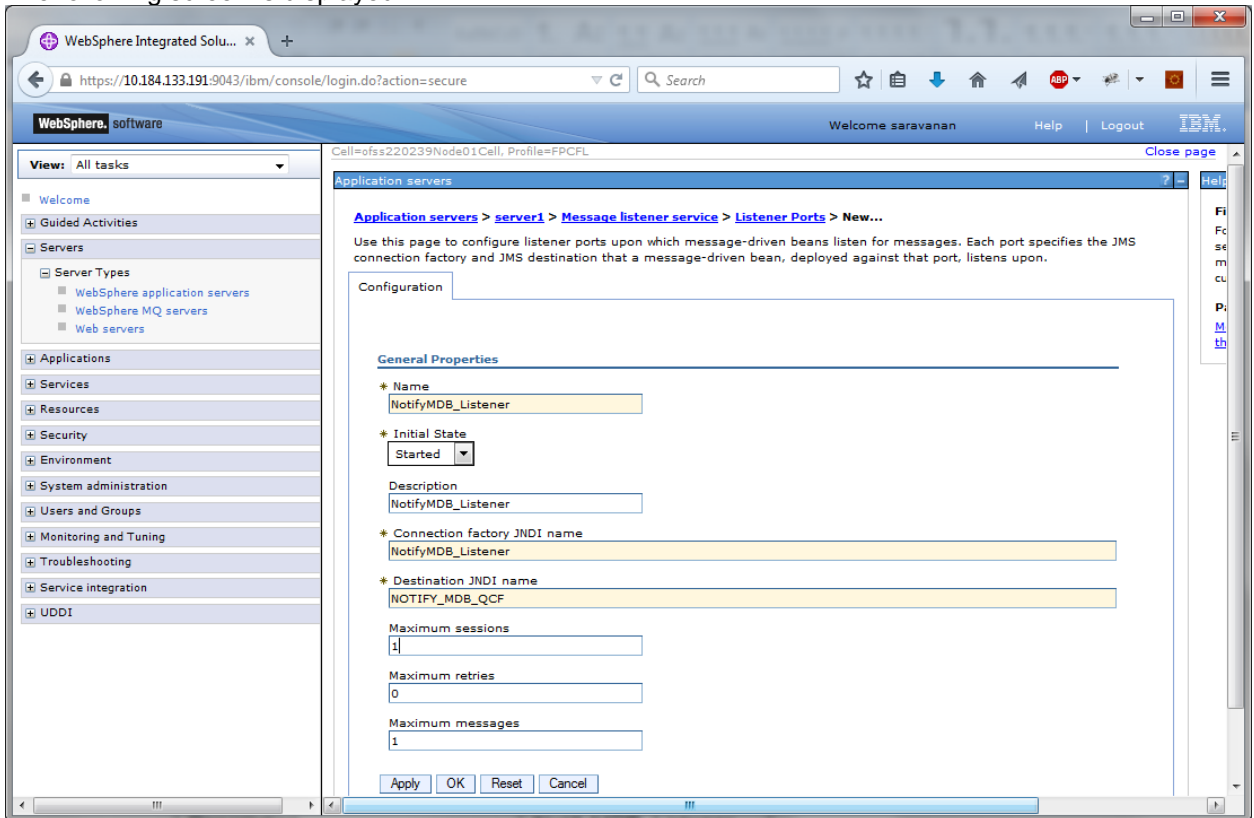 WebSphere Integrated Solu...
https://10.184.133.191:9043/ibm/console/login.do?action=secure
Search
ABP
WebSphere. software
Welcome saravanan
Help | Logout
IBM.
View: All tasks
Welcome
Guided Activities
Servers
Server Types
WebSphere application servers
WebSphere MQ servers
Web servers
Applications
Services
Resources
Security
Environment
System administration
Users and Groups
Monitoring and Tuning
Troubleshooting
Service integration
UDDI
Cell=ofss220239Node01Cell, Profile=FPCFL
Close page
Application servers
? -
Help
Application servers > server1 > Message listener service > Listener Ports > New...
Use this page to configure listener ports upon which message-driven beans listen for messages. Each port specifies the JMS
connection factory and JMS destination that a message-driven bean, deployed against that port, listens upon.
Configuration
General Properties
* Name
NotifyMDB_Listener
* Initial State
Started
Description
NotifyMDB_Listener
* Connection factory JNDI name
NotifyMDB_Listener
* Destination JNDI name
NOTIFY_MDB_QCF
Maximum sessions
1
Maximum retries
0
Maximum messages
1
Apply OK Reset Cancel